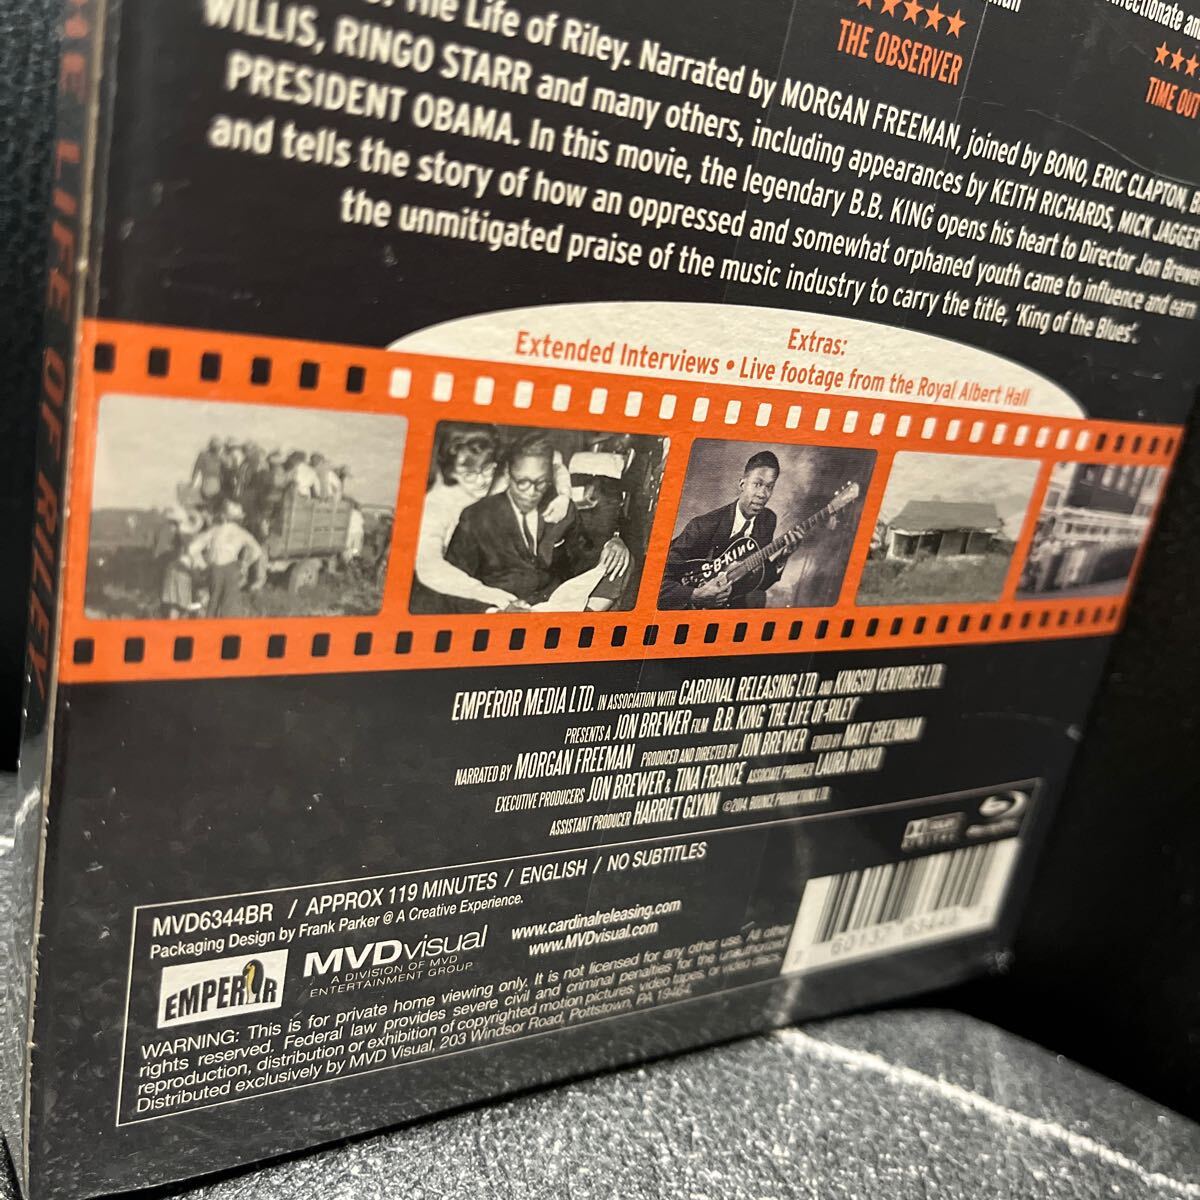 The Life of Riley. Narrated by MORGAN FREEMAN, joined by BONO, ERIC CLAPTON,
WILLIS, RINGO STARR and many others, including appearances by KEITH RICHARDS, MICK JAGGER
PRESIDENT OBAMA. In this movie, the legendary B.B. KING opens his heart to Director Jon Brewer
and tells the story of how an oppressed and somewhat orphaned youth came to influence and earn
the unmitigated praise of the music industry to carry the title, 'King of the Blues'.
★★★★★
THE OBSERVER
affectionate and
★★★
TIME OUT
THE LIFE OF RILEY
Extras:
Extended Interviews • Live footage from the Royal Albert Hall
B·B·KING
EMPEROR MEDIA LTD. IN ASSOCIATION WITH CARDINAL RELEASING LTD. AND KINGSID VENTURES LTD.
PRESENTS A JON BREWER FILM B.B. KING 'THE LIFE OF RILEY'
NARRATED BY MORGAN FREEMAN PRODUCED AND DIRECTED BY JON BREWER EDITED BY MATT GREENHAM
EXECUTIVE PRODUCERS JON BREWER & TINA FRANCE ASSOCIATE PRODUCER LAURA ROYKO
ASSISTANT PRODUCER HARRIET GLYNN ©2014 BOUNCE PRODUCTIONS LTD.
MVD6344BR / APPROX 119 MINUTES / ENGLISH / NO SUBTITLES
Packaging Design by Frank Parker @ A Creative Experience.
EMPEROR
MVDvisual
A DIVISION OF MVD
ENTERTAINMENT GROUP
www.cardinalreleasing.com
www.MVDvisual.com
WARNING: This is for private home viewing only. It is not licensed for any other use. All other
rights reserved. Federal law provides severe civil and criminal penalties for the unauthorized
reproduction, distribution or exhibition of copyrighted motion pictures, video tapes, or video discs.
Distributed exclusively by MVD Visual, 203 Windsor Road, Pottstown, PA 19464.
DIGITAL